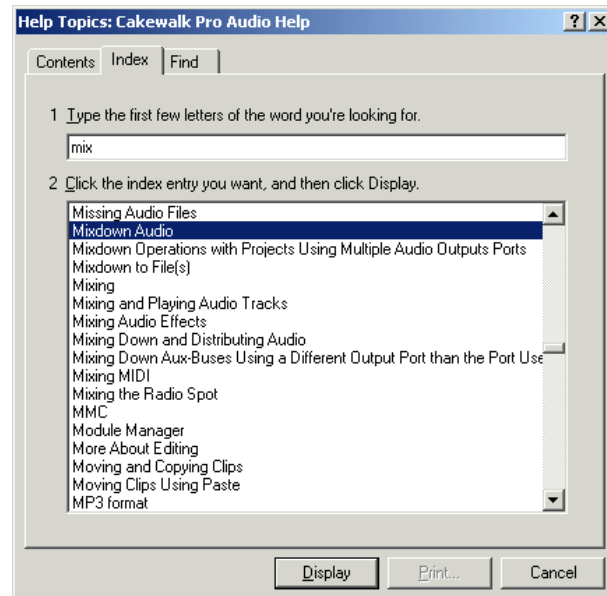 Help Topics: Cakewalk Pro Audio Help
Contents Index Find
1 Type the first few letters of the word you're looking for.
mix
2 Click the index entry you want, and then click Display.
Missing Audio Files
Mixdown Audio
Mixdown Operations with Projects Using Multiple Audio Outputs Ports
Mixdown to File(s)
Mixing
Mixing and Playing Audio Tracks
Mixing Audio Effects
Mixing Down and Distributing Audio
Mixing Down Aux-Buses Using a Different Output Port than the Port Use
Mixing MIDI
Mixing the Radio Spot
MMC
Module Manager
More About Editing
Moving and Copying Clips
Moving Clips Using Paste
MP3 format
Display Print... Cancel